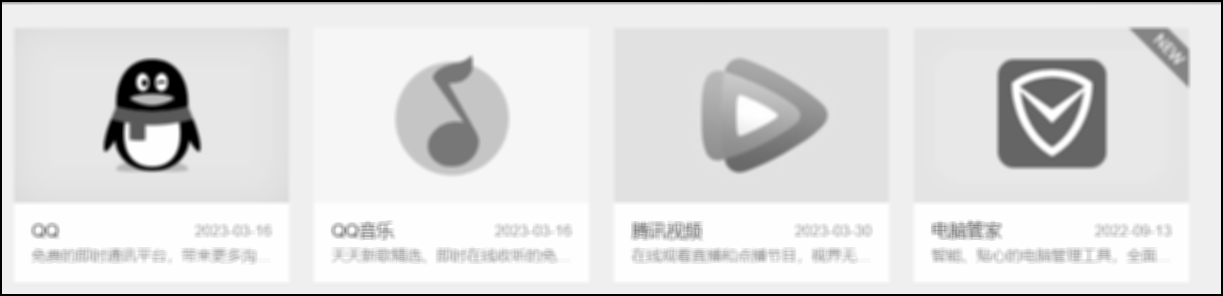 NEW
QQ 2023-03-16
免费的即时通讯平台，带来更多沟...
QQ音乐 2023-03-16
天天新歌精选、即时在线收听的免...
腾讯视频 2023-03-30
在线观看直播和点播节目，视界无...
电脑管家 2022-09-13
智能、贴心的电脑管理工具，全面...